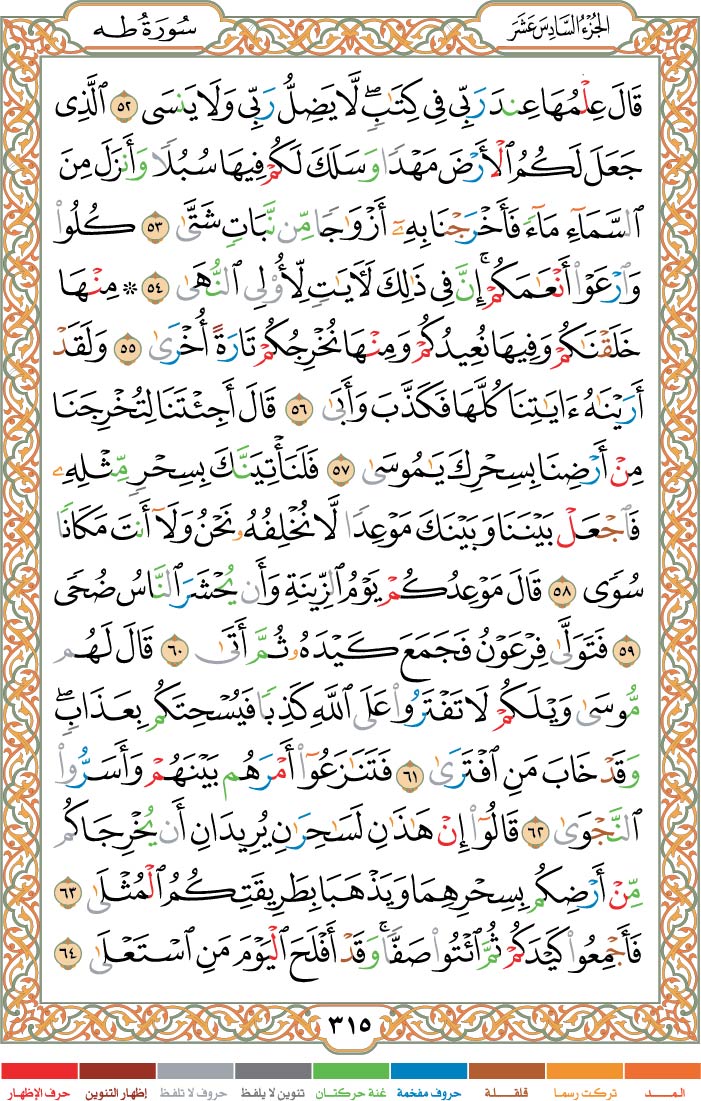 الجُزْءُ السَّادِسَ عَشَرَ
سُورَةُ طه
قَالَ عِلْمُهَا عِندَ رَبِّى فِى كِتَـٰبٍۖ لَّا يَضِلُّ رَبِّى وَلَا يَنسَى ٥٢ ٱلَّذِى
جَعَلَ لَكُمُ ٱلْأَرْضَ مَهْدًا وَسَلَكَ لَكُمْ فِيهَا سُبُلًا وَأَنزَلَ مِنَ
ٱلسَّمَآءِ مَآءً فَأَخْرَجْنَا بِهِۦٓ أَزْوَٰجًا مِّن نَّبَاتٍ شَتَّىٰ ٥٣ كُلُوا۟
وَٱرْعَوْا۟ أَنْعَـٰمَكُمْۗ إِنَّ فِى ذَٰلِكَ لَـَٔايَـٰتٍ لِّأُو۟لِى ٱلنُّهَىٰ ٥٤ ۞ مِنْهَا
خَلَقْنَـٰكُمْ وَفِيهَا نُعِيدُكُمْ وَمِنْهَا نُخْرِجُكُمْ تَارَةً أُخْرَىٰ ٥٥ وَلَقَدْ
أَرَيْنَـٰهُ ءَايَـٰتِنَا كُلَّهَا فَكَذَّبَ وَأَبَىٰ ٥٦ قَالَ أَجِئْتَنَا لِتُخْرِجَنَا
مِنْ أَرْضِنَا بِسِحْرِكَ يَـٰمُوسَىٰ ٥٧ فَلَنَأْتِيَنَّكَ بِسِحْرٍ مِّثْلِهِۦ
فَٱجْعَلْ بَيْنَنَا وَبَيْنَكَ مَوْعِدًا لَّا نُخْلِفُهُۥ نَحْنُ وَلَآ أَنتَ مَكَانًا
سُوًى ٥٨ قَالَ مَوْعِدُكُمْ يَوْمُ ٱلزِّينَةِ وَأَن يُحْشَرَ ٱلنَّاسُ ضُحًى
٥٩ فَتَوَلَّىٰ فِرْعَوْنُ فَجَمَعَ كَيْدَهُۥ ثُمَّ أَتَىٰ ٦٠ قَالَ لَهُم
مُّوسَىٰ وَيْلَكُمْ لَا تَفْتَرُوا۟ عَلَى ٱللَّهِ كَذِبًا فَيُسْحِتَكُم بِعَذَابٍۖ
وَقَدْ خَابَ مَنِ ٱفْتَرَىٰ ٦١ فَتَنَـٰزَعُوٓا۟ أَمْرَهُم بَيْنَهُمْ وَأَسَرُّوا۟
ٱلنَّجْوَىٰ ٦٢ قَالُوٓا۟ إِنْ هَـٰذَٰنِ لَسَـٰحِرَٰنِ يُرِيدَانِ أَن يُخْرِجَاكُم
مِّنْ أَرْضِكُم بِسِحْرِهِمَا وَيَذْهَبَا بِطَرِيقَتِكُمُ ٱلْمُثْلَىٰ ٦٣
فَأَجْمِعُوا۟ كَيْدَكُمْ ثُمَّ ٱئْتُوا۟ صَفًّاۚ وَقَدْ أَفْلَحَ ٱلْيَوْمَ مَنِ ٱسْتَعْلَىٰ ٦٤
٣١٥
المـــد تركت رسما قلقـلة حروف مفخمة غنة حركتان تنوين لا يلفظ حروف لا تلفظ إظهار التنوين حرف الإظهار